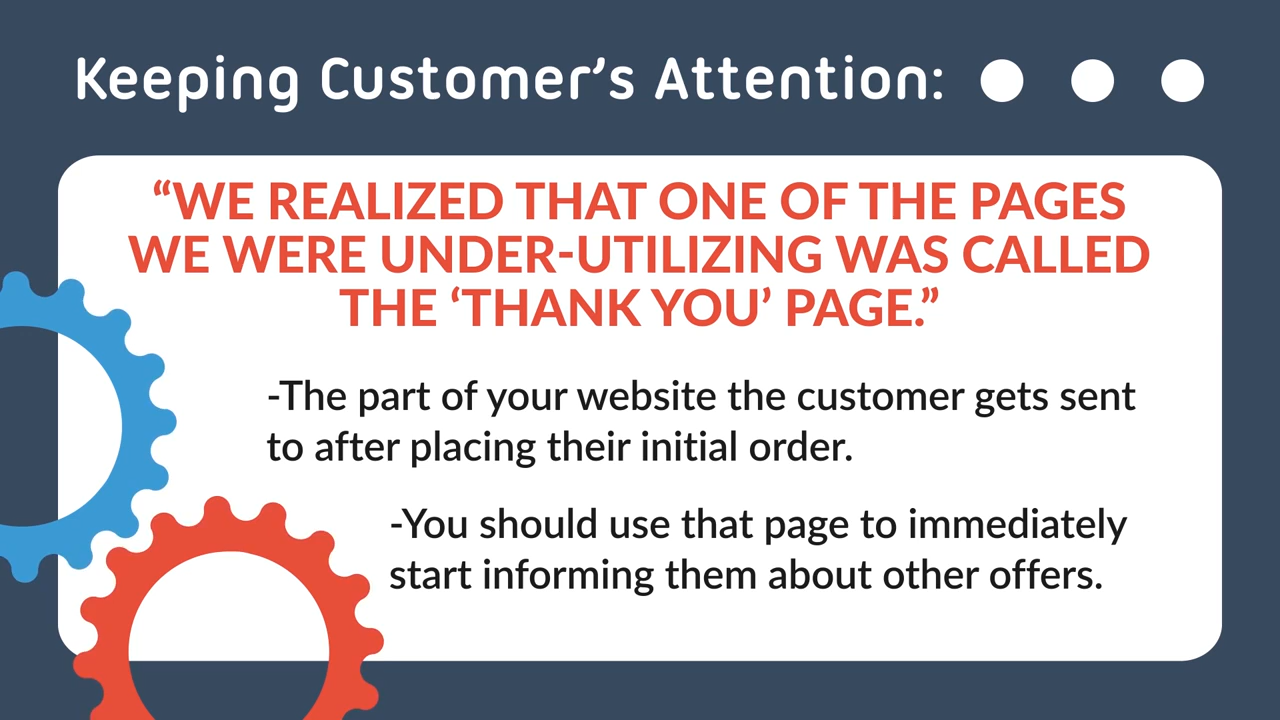 Keeping Customer’s Attention:
“WE REALIZED THAT ONE OF THE PAGES
WE WERE UNDER-UTILIZING WAS CALLED
THE ‘THANK YOU’ PAGE.”
-The part of your website the customer gets sent
to after placing their initial order.
-You should use that page to immediately
start informing them about other offers.